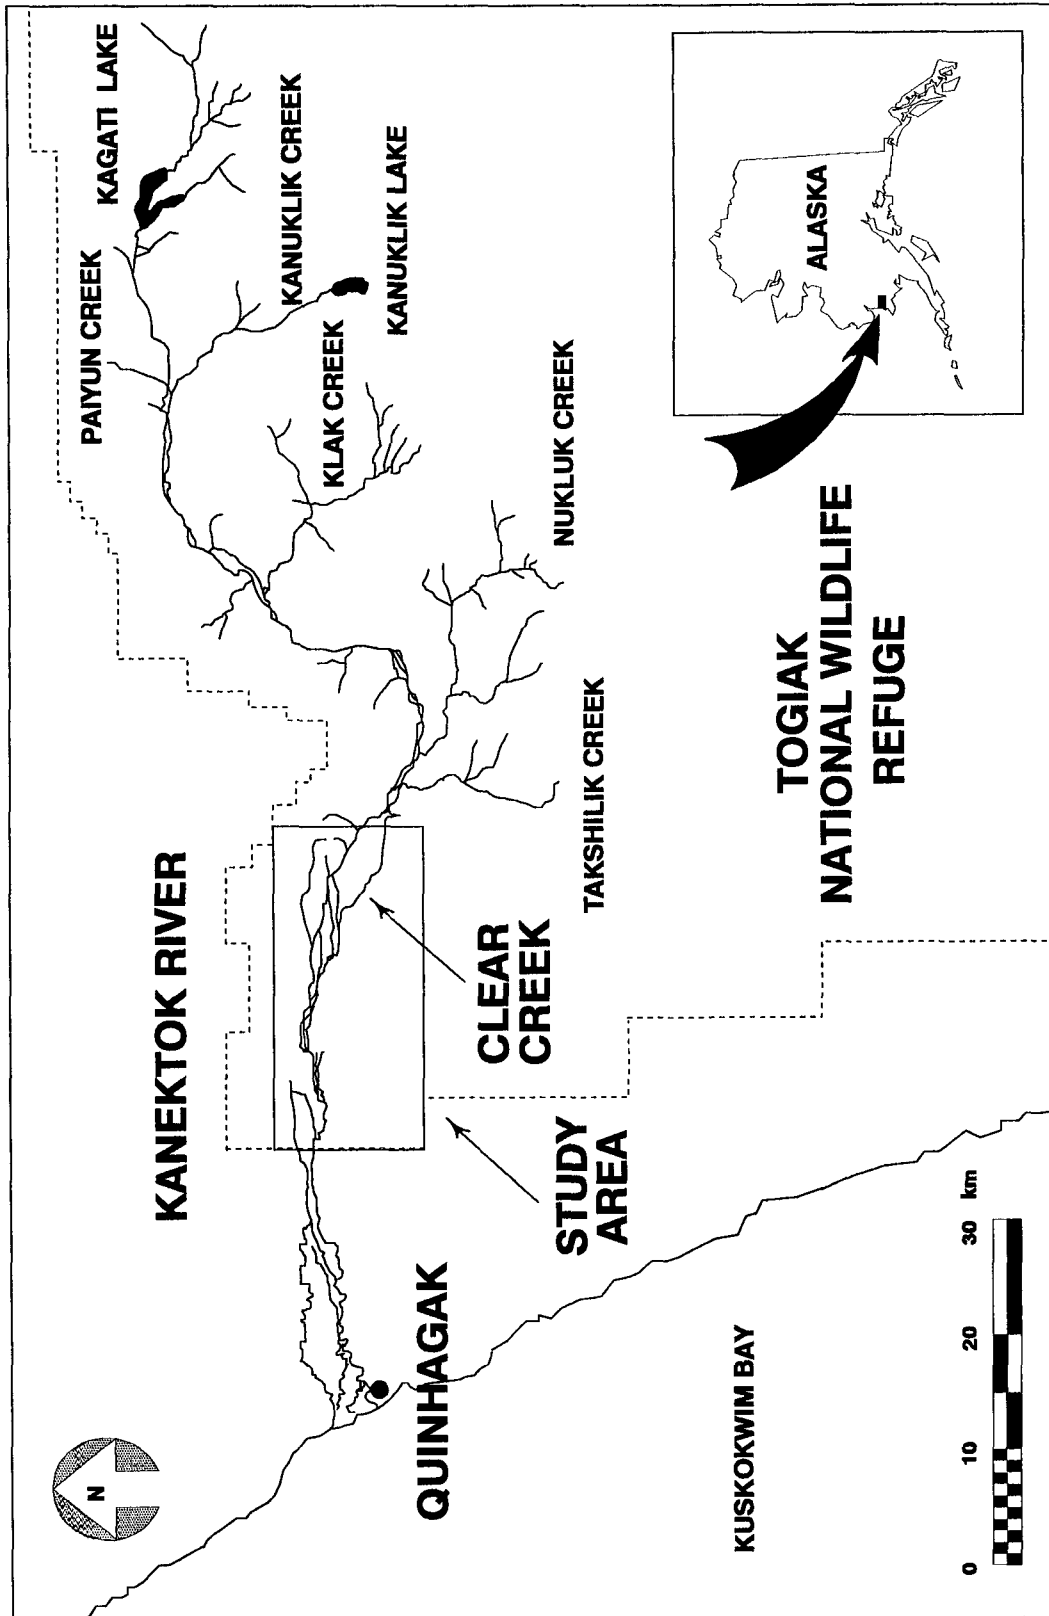 KAGATI LAKE
PAIYUN CREEK
KANUKLIK CREEK
KANUKLIK LAKE
KLAK CREEK
NUKLUK CREEK
ALASKA
KANEKTOK RIVER
TAKSHILIK CREEK
CLEAR
CREEK
STUDY
AREA
TOGIAK
NATIONAL WILDLIFE
REFUGE
N
QUINHAGAK
KUSKOKWIM BAY
0 10 20 30 km